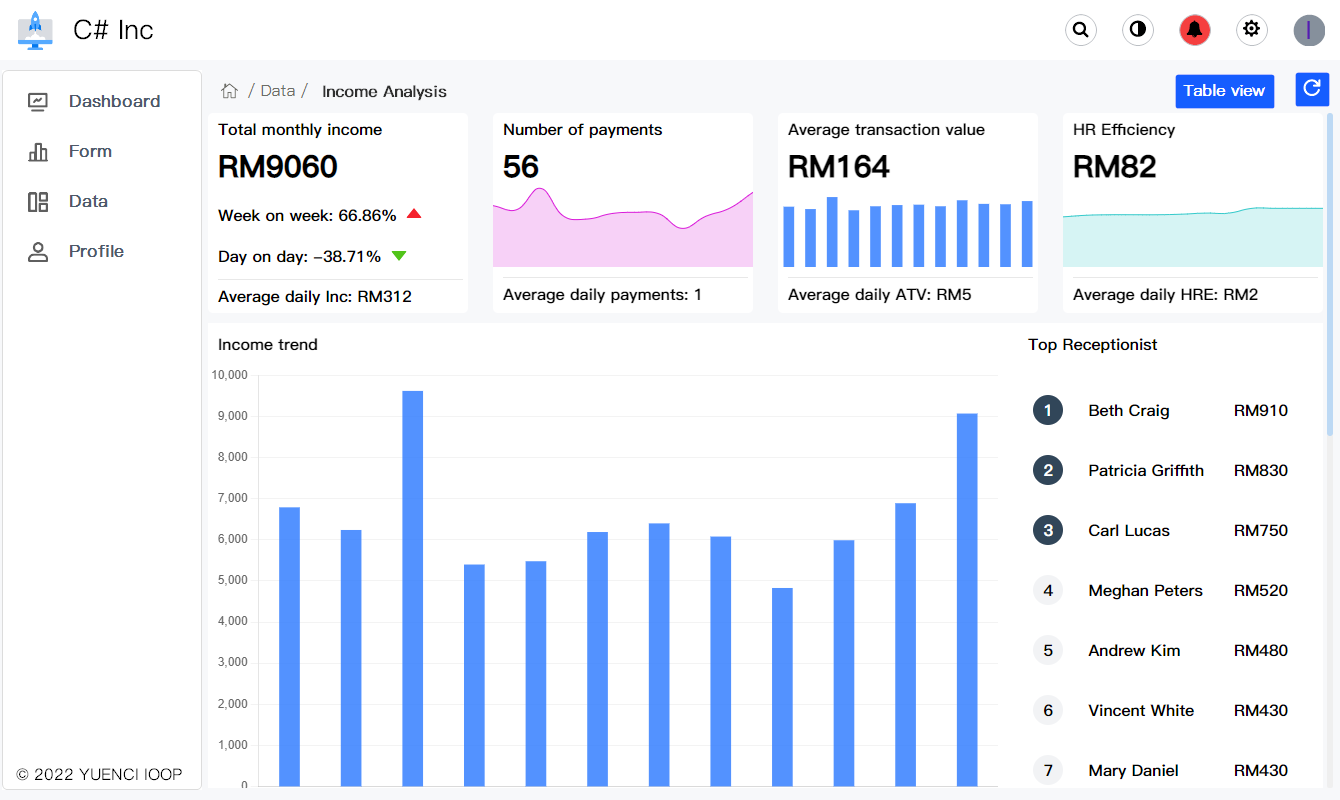 C# Inc
Dashboard
Form
Data
Profile
© 2022 YUENCI IOOP
/ Data / Income Analysis
Table view
Total monthly income
RM9060
Week on week: 66.86%
Day on day: −38.71%
Average daily Inc: RM312
Number of payments
56
Average daily payments: 1
Average transaction value
RM164
Average daily ATV: RM5
HR Efficiency
RM82
Average daily HRE: RM2
Income trend
10,000
9,000
8,000
7,000
6,000
5,000
4,000
3,000
2,000
1,000
0
Top Receptionist
1 Beth Craig RM910
2 Patricia Griffith RM830
3 Carl Lucas RM750
4 Meghan Peters RM520
5 Andrew Kim RM480
6 Vincent White RM430
7 Mary Daniel RM430